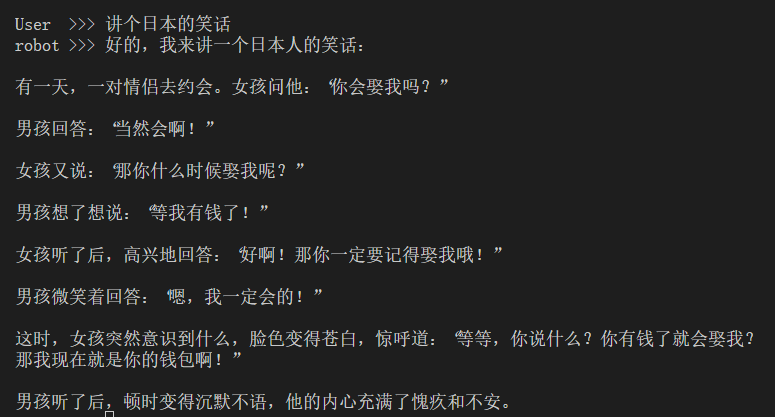 User  >>> 讲个日本的笑话
robot >>> 好的，我来讲一个日本人的笑话：
有一天，一对情侣去约会。女孩问他：“你会娶我吗？”
男孩回答：“当然会啊！”
女孩又说：“那你什么时候娶我呢？”
男孩想了想说：“等我有钱了！”
女孩听了后，高兴地回答：“好啊！那你一定要记得娶我哦！”
男孩微笑着回答：“嗯，我一定会的！”
这时，女孩突然意识到什么，脸色变得苍白，惊呼道：“等等，你说什么？你有钱了就会娶我？
那我现在就是你的钱包啊！”
男孩听了后，顿时变得沉默不语，他的内心充满了愧疚和不安。